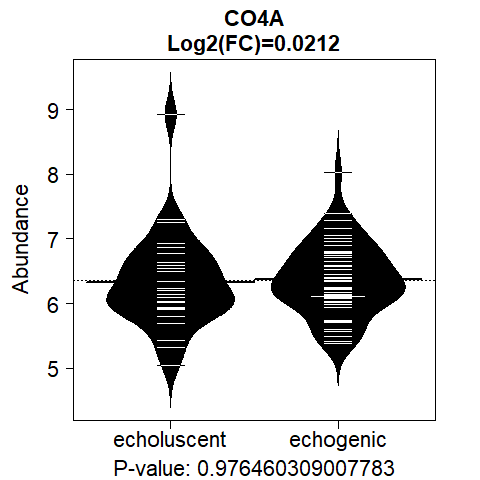 CO4A
Log2(FC)=0.0212
Abundance
9
8
7
6
5
echoluscent echogenic
P-value: 0.976460309007783